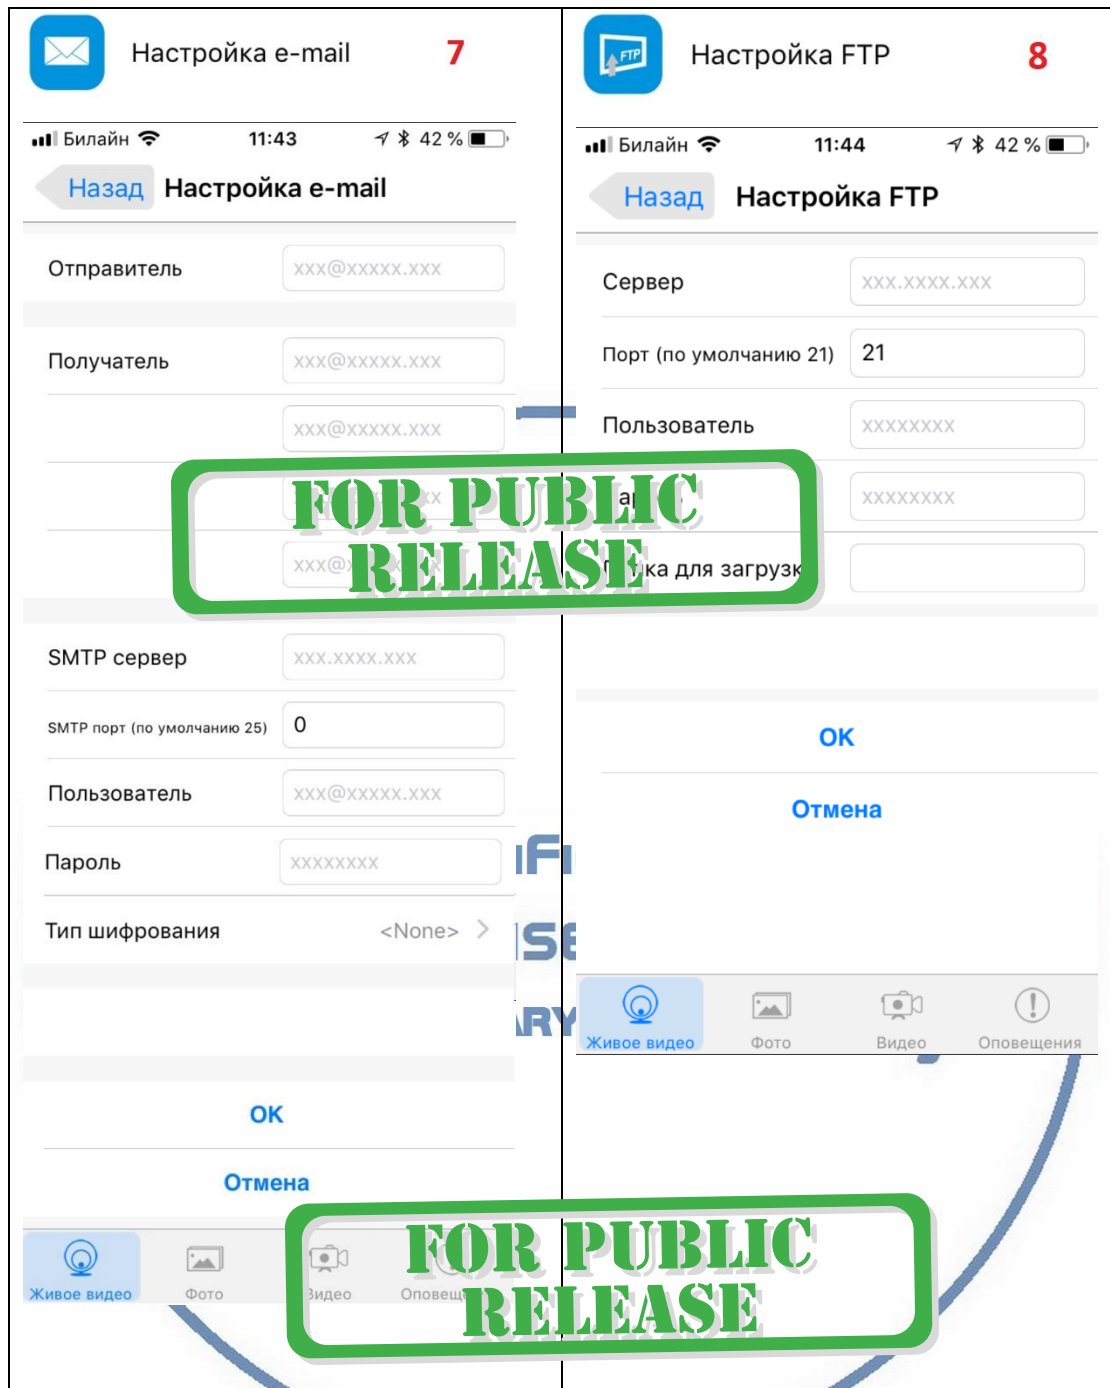 Настройка e-mail 7
Билайн 11:43 42 %
Назад Настройка e-mail
Отправитель xxx@xxxxx.xxx
Получатель xxx@xxxxx.xxx
xxx@xxxxx.xxx
SMTP сервер xxx.xxxx.xxx
SMTP порт (по умолчанию 25) 0
Пользователь xxx@xxxxx.xxx
Пароль xxxxxxxx
Тип шифрования <None>
OK
Отмена
Живое видео Фото Видео
FTP
Настройка FTP 8
Билайн 11:44 42 %
Назад Настройка FTP
Сервер xxx.xxxx.xxx
Порт (по умолчанию 21) 21
Пользователь xxxxxxxx
xxxxxxxx
для
OK
Отмена
Живое видео Фото Видео Оповещения
FOR PUBLIC
RELEASE
FOR PUBLIC
RELEASE